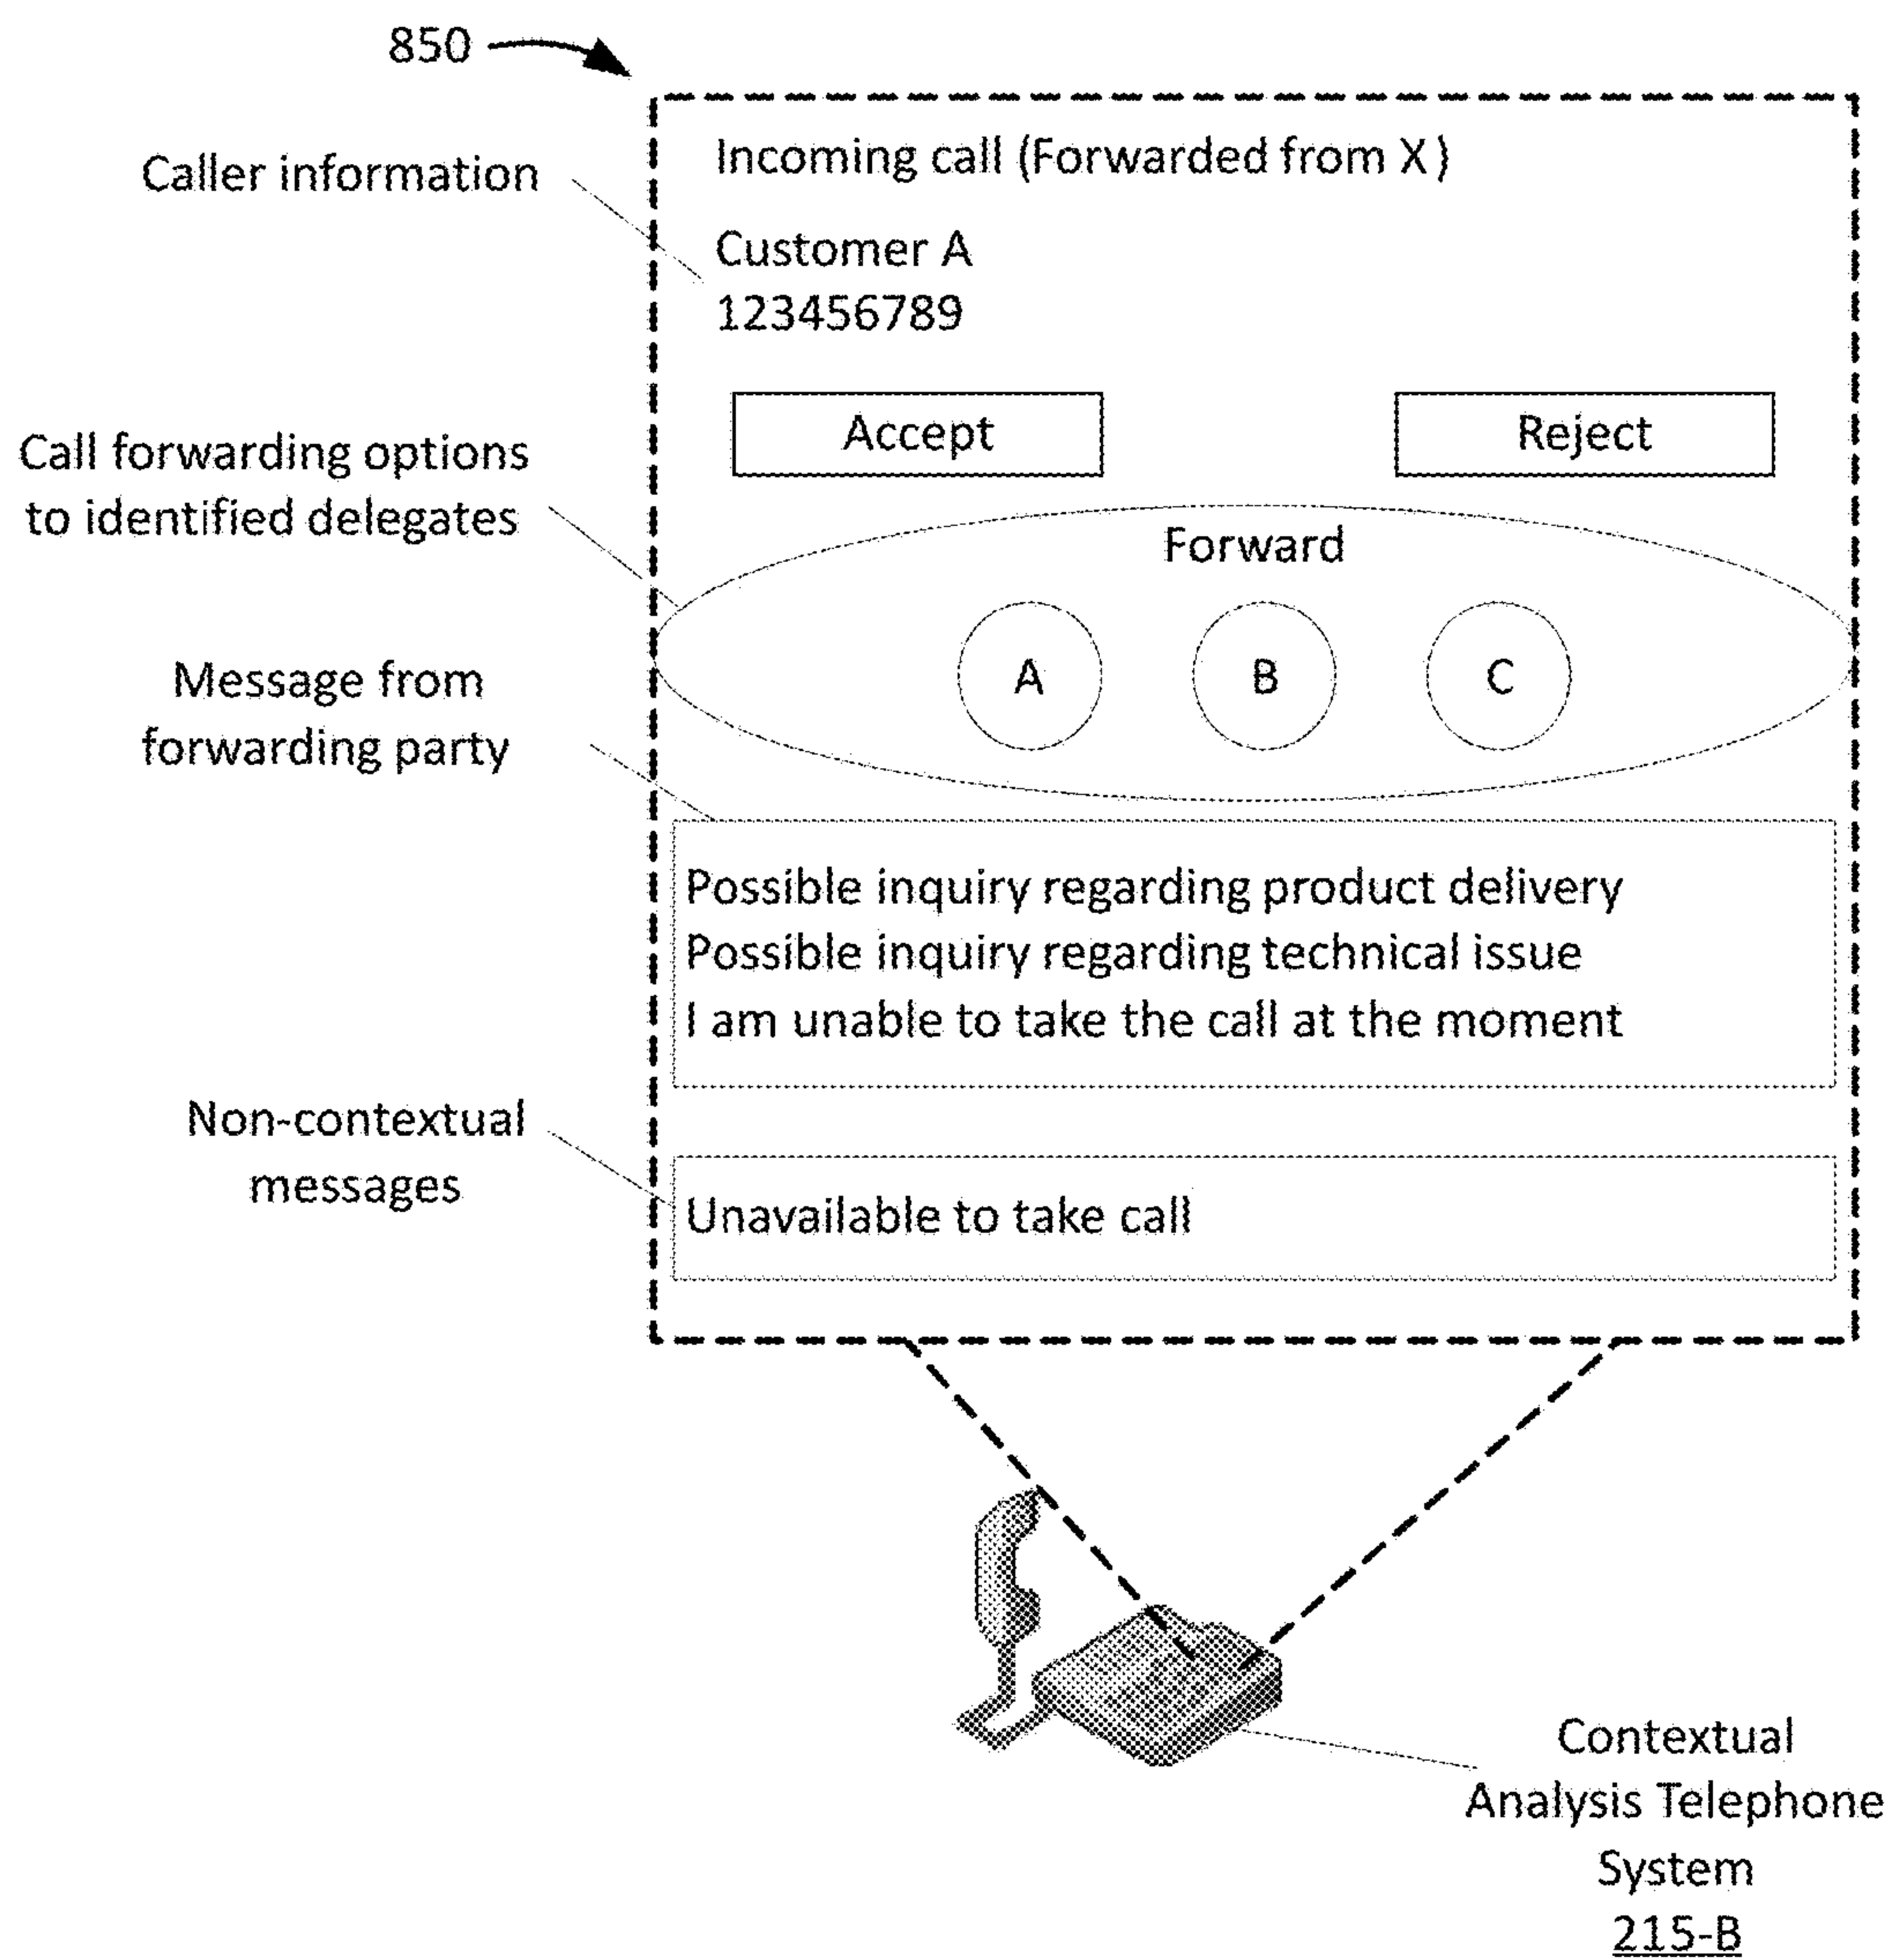 850
Incoming call (Forwarded from X)
Caller information
Customer A
123456789
Accept
Reject
Call forwarding options
to identified delegates
Forward
A
B
C
Message from
forwarding party
Possible inquiry regarding product delivery
Possible inquiry regarding technical issue
I am unable to take the call at the moment
Non-contextual
messages
Unavailable to take call
Contextual
Analysis Telephone
System
215-B